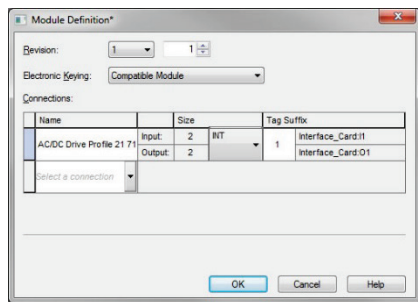 Module Definition*
Revision: 1 1
Electronic Keying: Compatible Module
Connections:
Name Size Tag Suffix
AC/DC Drive Profile 21 71 Input: 2 INT 1 Interface_Card:I1
Output: 2 Interface_Card:O1
Select a connection
OK Cancel Help